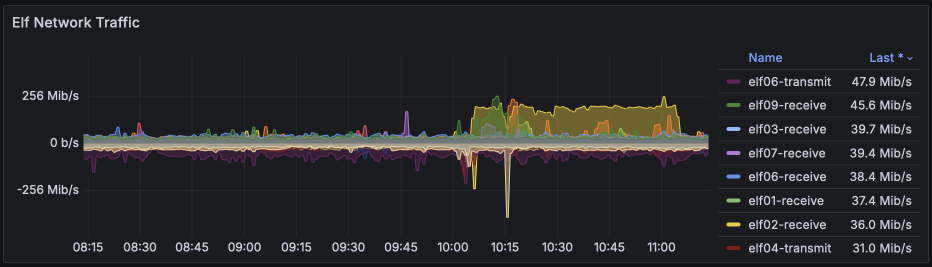 Elf Network Traffic
Name Last *
256 Mib/s
0 b/s
-256 Mib/s
08:15 08:30 08:45 09:00 09:15 09:30 09:45 10:00 10:15 10:30 10:45 11:00
elf06-transmit 47.9 Mib/s
elf09-receive 45.6 Mib/s
elf03-receive 39.7 Mib/s
elf07-receive 39.4 Mib/s
elf06-receive 38.4 Mib/s
elf01-receive 37.4 Mib/s
elf02-receive 36.0 Mib/s
elf04-transmit 31.0 Mib/s